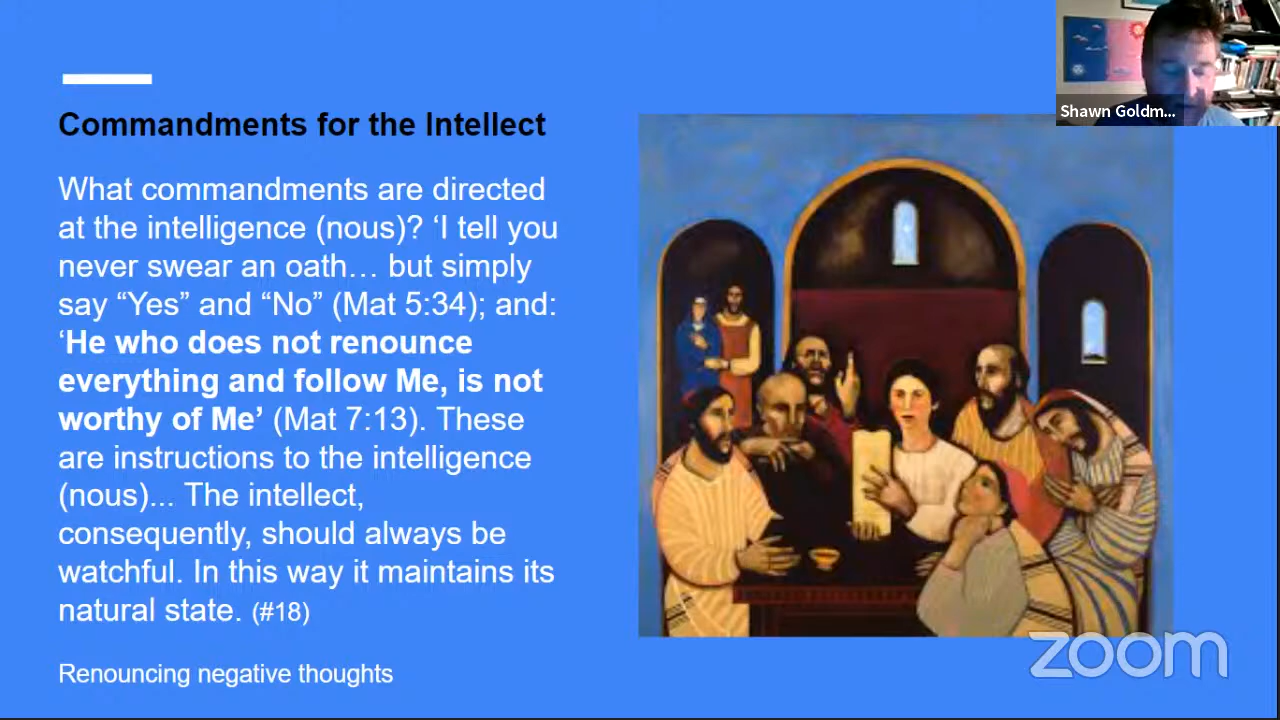 Commandments for the Intellect
What commandments are directed
at the intelligence (nous)? ‘I tell you
never swear an oath… but simply
say “Yes” and “No” (Mat 5:34); and:
‘He who does not renounce
everything and follow Me, is not
worthy of Me’ (Mat 7:13). These
are instructions to the intelligence
(nous)... The intellect,
consequently, should always be
watchful. In this way it maintains its
natural state. (#18)
Renouncing negative thoughts
Shawn Goldm...
zoom